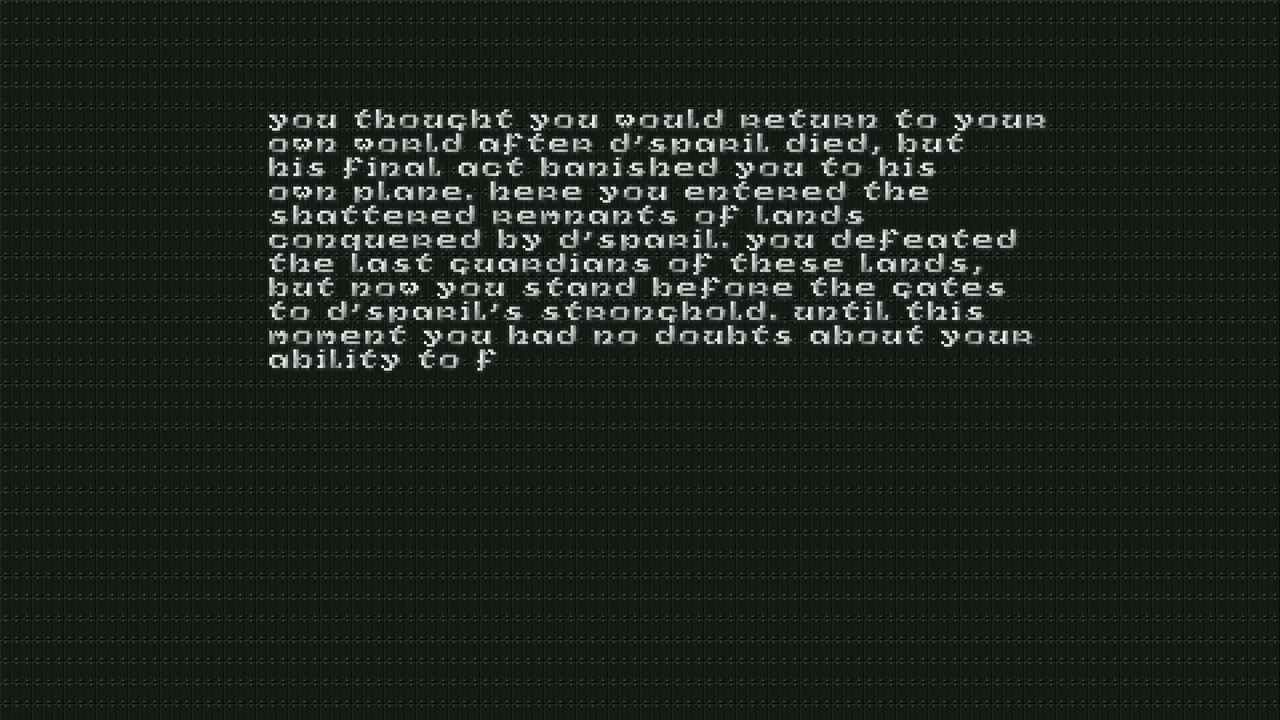 you thought you would return to your
own world after d'sparil died, but
his final act banished you to his
own plane. here you entered the
shattered remnants of lands
conquered by d'sparil. you defeated
the last guardians of these lands,
but now you stand before the gates
to d'sparil's stronghold. until this
moment you had no doubts about your
ability to f